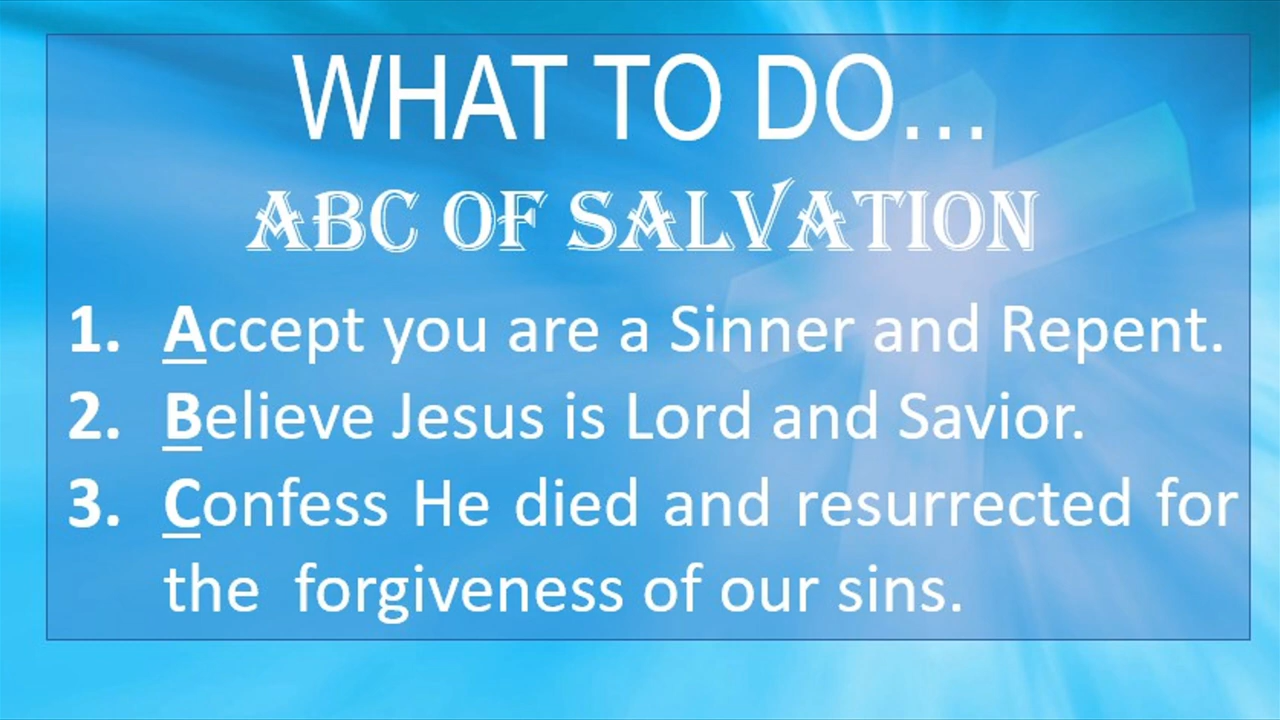 WHAT TO DO…
ABC OF SALVATION
1. Accept you are a Sinner and Repent.
2. Believe Jesus is Lord and Savior.
3. Confess He died and resurrected for
the forgiveness of our sins.